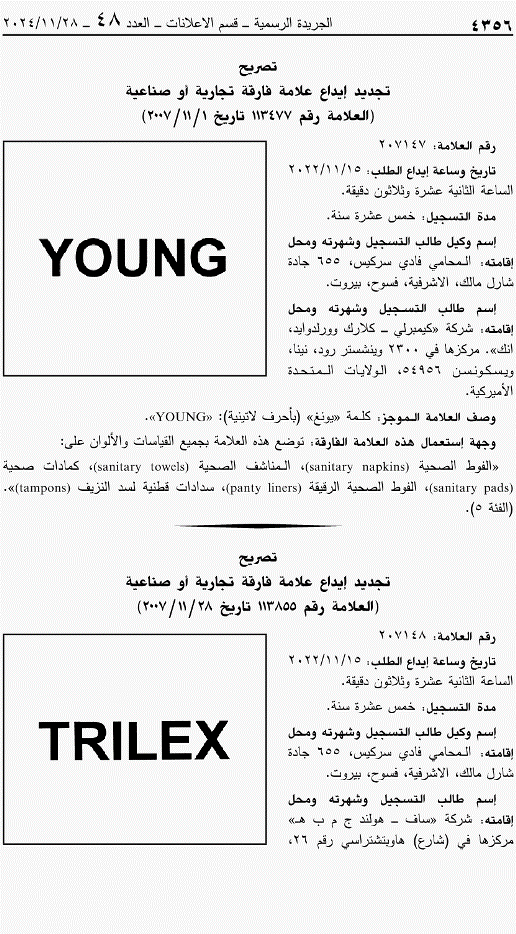 ٤٣٥٦ الجريدة الرسمية ـ قسم الاعلانات ـ العدد ٤٨ ـ ٢٠٢٤/١١/٢٨
تصريح
تجديد إيداع علامة فارقة تجارية أو صناعية
(العلامة رقم ١١٣٤٧٧ تاريخ ٢٠٠٧/١١/١)
رقم العلامة: ٢٠٧١٤٧
تاريخ وساعة إيداع الطلب: ٢٠٢٢/١١/١٥
الساعة الثانية عشرة وثلاثون دقيقة.
مدة التسجيل: خمس عشرة سنة.
إسم وكيل طالب التسجيل وشهرته ومحل
إقامته: المحامي فادي سركيس، ٦٥٥ جادة
شارل مالك، الاشرفية، فسوح، بيروت.
إسم طالب التسجيل وشهرته ومحل
إقامته: شركة «كيمبرلي ـ كلارك وورلدوايد،
انك». مركزها في ٢٣٠٠ وينشستر رود، نينا،
ويسكونسن ٥٤٩٥٦، الولايات المتحدة
الأميركية.
YOUNG
وصف العلامة الموجز: كلمة «يونغ» (بأحرف لاتينية): «YOUNG».
وجهة إستعمال هذه العلامة الفارقة: توضع هذه العلامة بجميع القياسات والألوان على:
«الفوط الصحية (sanitary napkins)، المناشف الصحية (sanitary towels)، كمادات صحية
(sanitary pads)، الفوط الصحية الرقيقة (panty liners)، سدادات قطنية لسد النزيف (tampons)».
(الفئة ٥).
تصريح
تجديد إيداع علامة فارقة تجارية أو صناعية
(العلامة رقم ١١٣٨٥٥ تاريخ ٢٠٠٧/١١/٢٨)
رقم العلامة: ٢٠٧١٤٨
تاريخ وساعة إيداع الطلب: ٢٠٢٢/١١/١٥
الساعة الثانية عشرة وثلاثون دقيقة.
مدة التسجيل: خمس عشرة سنة.
إسم وكيل طالب التسجيل وشهرته ومحل
إقامته: المحامي فادي سركيس، ٦٥٥ جادة
شارل مالك، الاشرفية، فسوح، بيروت.
إسم طالب التسجيل وشهرته ومحل
إقامته: شركة «ساف ـ هولند ج م ب هـ»
مركزها في (شارع) هاوبتشتراسي رقم ٢٦،
TRILEX